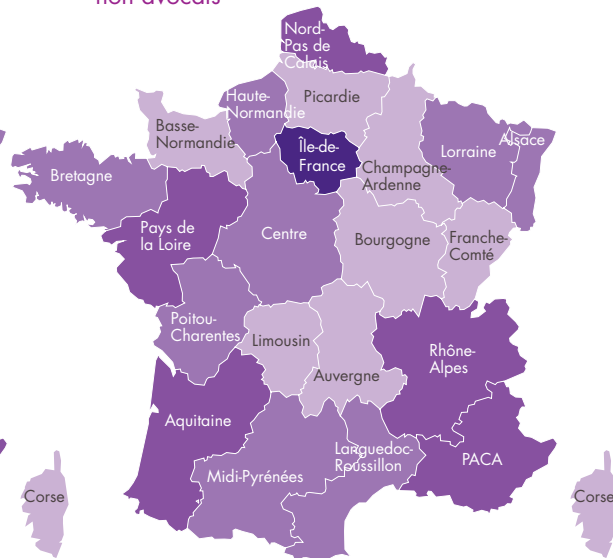 non avocats
Nord-
Pas de
Calais
Haute-
Normandie
Picardie
Basse-
Normandie
Île-de-
France
Champagne-
Ardenne
Lorraine
Alsace
Bretagne
Pays de
la Loire
Centre
Bourgogne
Franche-
Comté
Poitou-
Charentes
Limousin
Auvergne
Rhône-
Alpes
Aquitaine
Midi-Pyrénées
Languedoc-
Roussillon
PACA
Corse
Corse